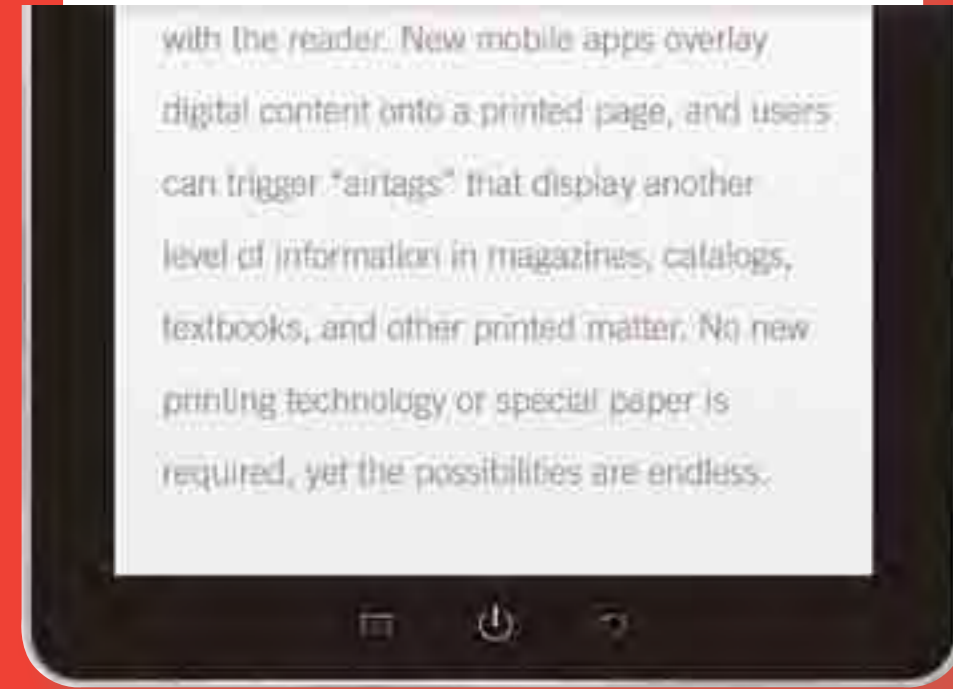 with the reader. New mobile apps overlay
digital content onto a printed page, and users
can trigger "airtags" that display another
level of information in magazines, catalogs,
textbooks, and other printed matter. No new
printing technology or special paper is
required, yet the possibilities are endless.